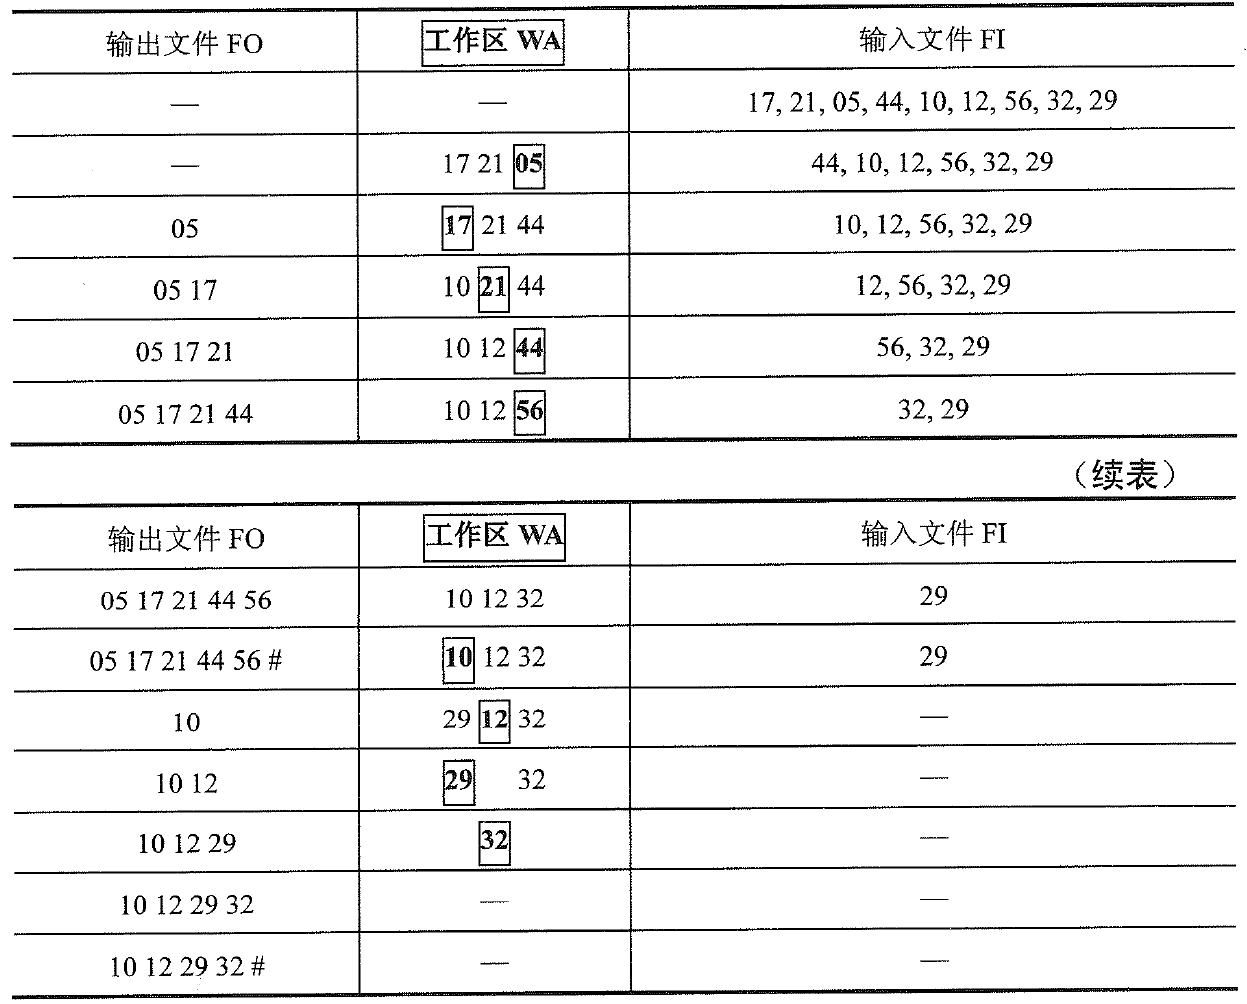 输出文件 FO 工作区 WA 输入文件 FI
— — 17, 21, 05, 44, 10, 12, 56, 32, 29
— 17 21 05 44, 10, 12, 56, 32, 29
05 17 21 44 10, 12, 56, 32, 29
05 17 10 21 44 12, 56, 32, 29
05 17 21 10 12 44 56, 32, 29
05 17 21 44 10 12 56 32, 29
（续表）
输出文件 FO 工作区 WA 输入文件 FI
05 17 21 44 56 10 12 32 29
05 17 21 44 56 # 10 12 32 29
10 29 12 32 —
10 12 29 32 —
10 12 29 32 —
10 12 29 32 — —
10 12 29 32 # — —